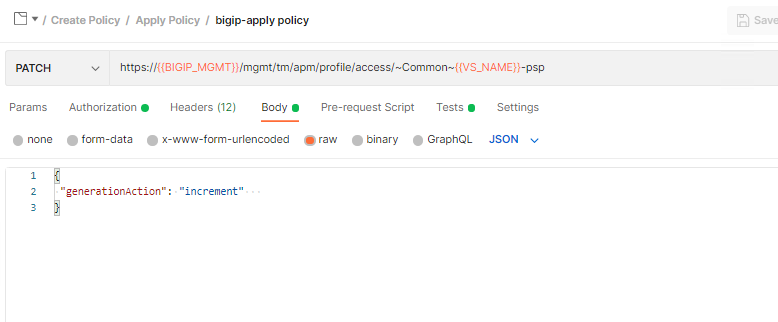 / Create Policy / Apply Policy / bigip-apply policy
Save
PATCH https://{{BIGIP_MGMT}}/mgmt/tm/apm/profile/access/~Common~{{VS_NAME}}-psp
Params Authorization Headers (12) Body Pre-request Script Tests Settings
none form-data x-www-form-urlencoded raw binary GraphQL JSON
1 {
2 "generationAction": "increment"
3 }